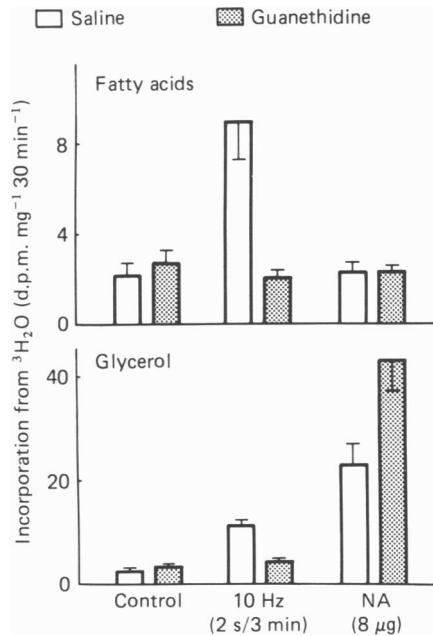 Saline Guanethidine
Fatty acids
8
4
0
Glycerol
40
20
0
Incorporation from ³H₂O (d.p.m. mg⁻¹ 30 min⁻¹)
Control 10 Hz NA
(2 s/3 min) (8 µg)